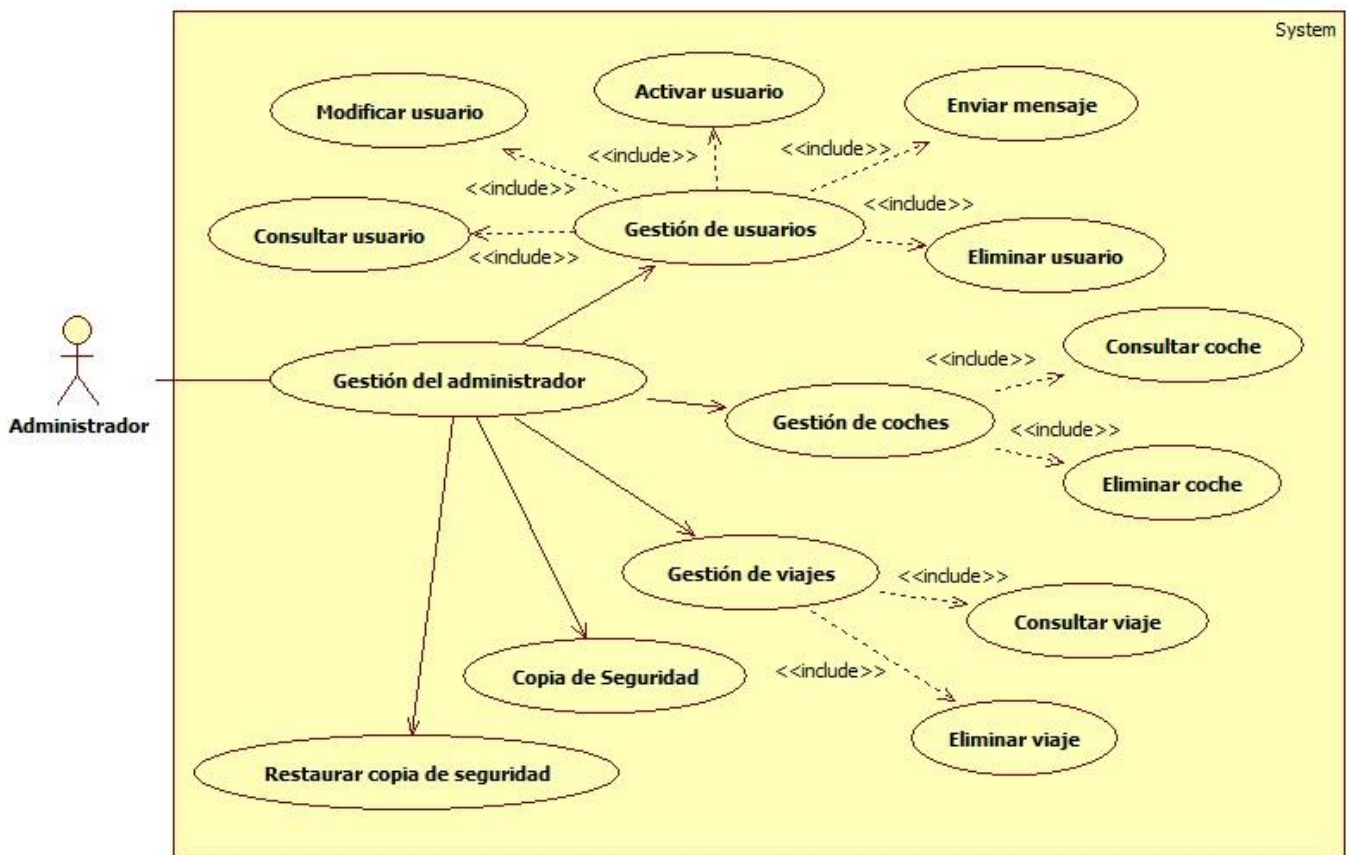 System
Activar usuario
Modificar usuario
Enviar mensaje
<<include>>
<<include>>
<<include>>
<<include>>
Consultar usuario
Gestión de usuarios
<<include>>
Eliminar usuario
Consultar coche
<<include>>
Gestión del administrador
Administrador
Gestión de coches
<<include>>
Eliminar coche
Gestión de viajes
<<include>>
Consultar viaje
Copia de Seguridad
<<include>>
Eliminar viaje
Restaurar copia de seguridad